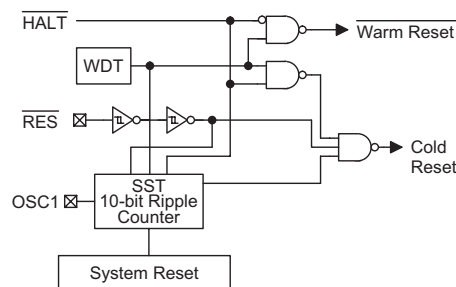 HALT
Warm Reset
WDT
RES
Cold
Reset
SST
10-bit Ripple
Counter
OSC1
System Reset